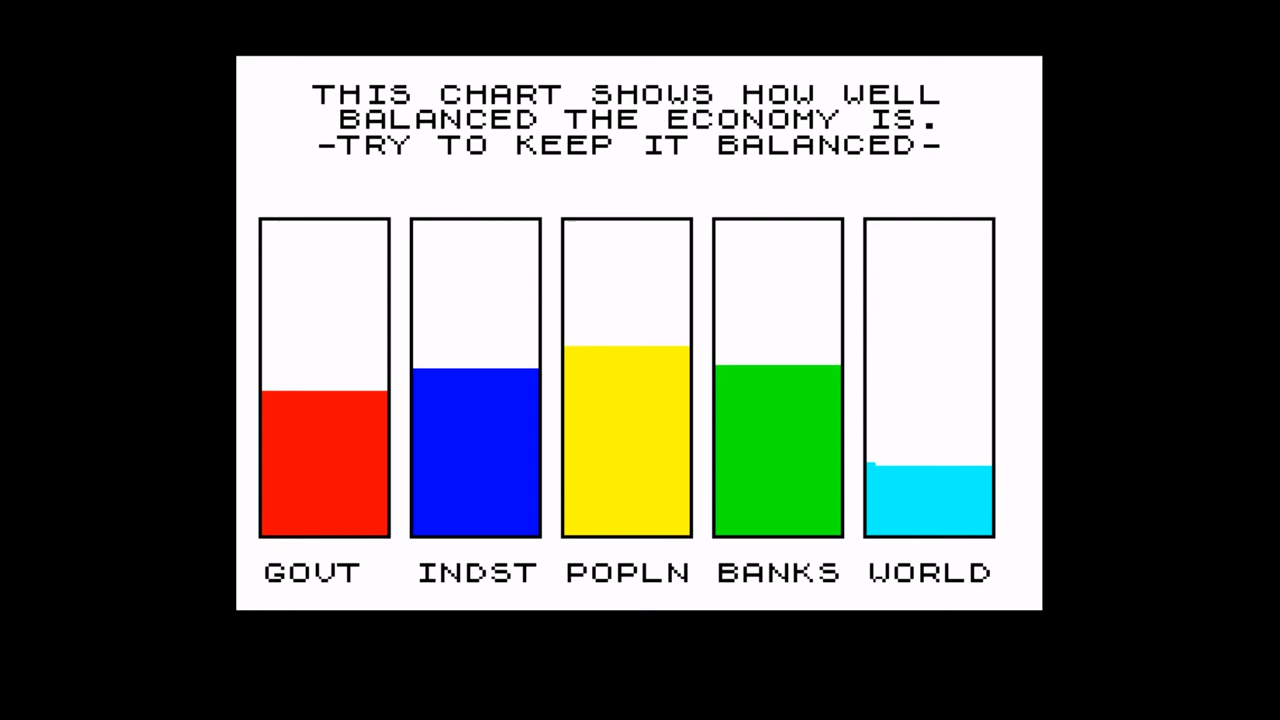 THIS CHART SHOWS HOW WELL
BALANCED THE ECONOMY IS.
-TRY TO KEEP IT BALANCED-
GOVT INDST POPLN BANKS WORLD